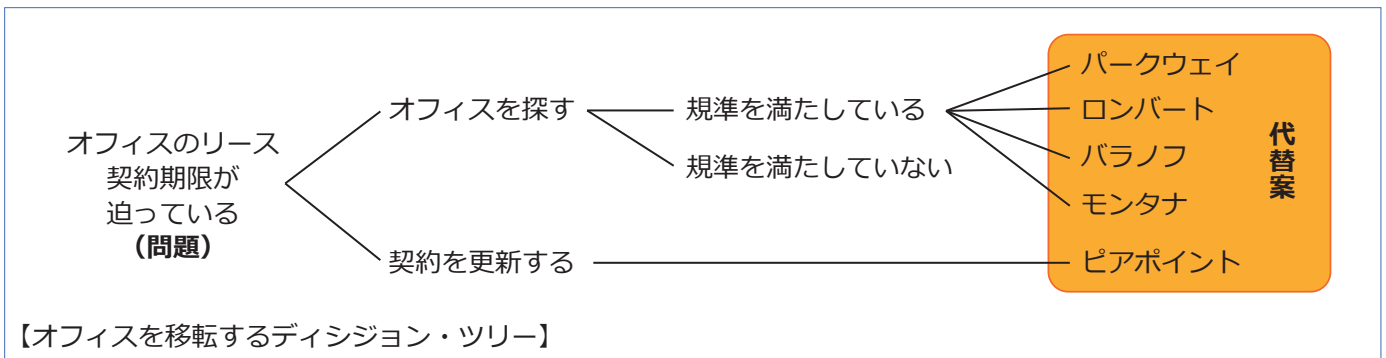 オフィスのリース
契約期限が
迫っている
（問題）
オフィスを探す
契約を更新する
規準を満たしている
規準を満たしていない
パークウェイ
ロンバート
バラノフ
モンタナ
ピアポイント
代替案
【オフィスを移転するディシジョン・ツリー】